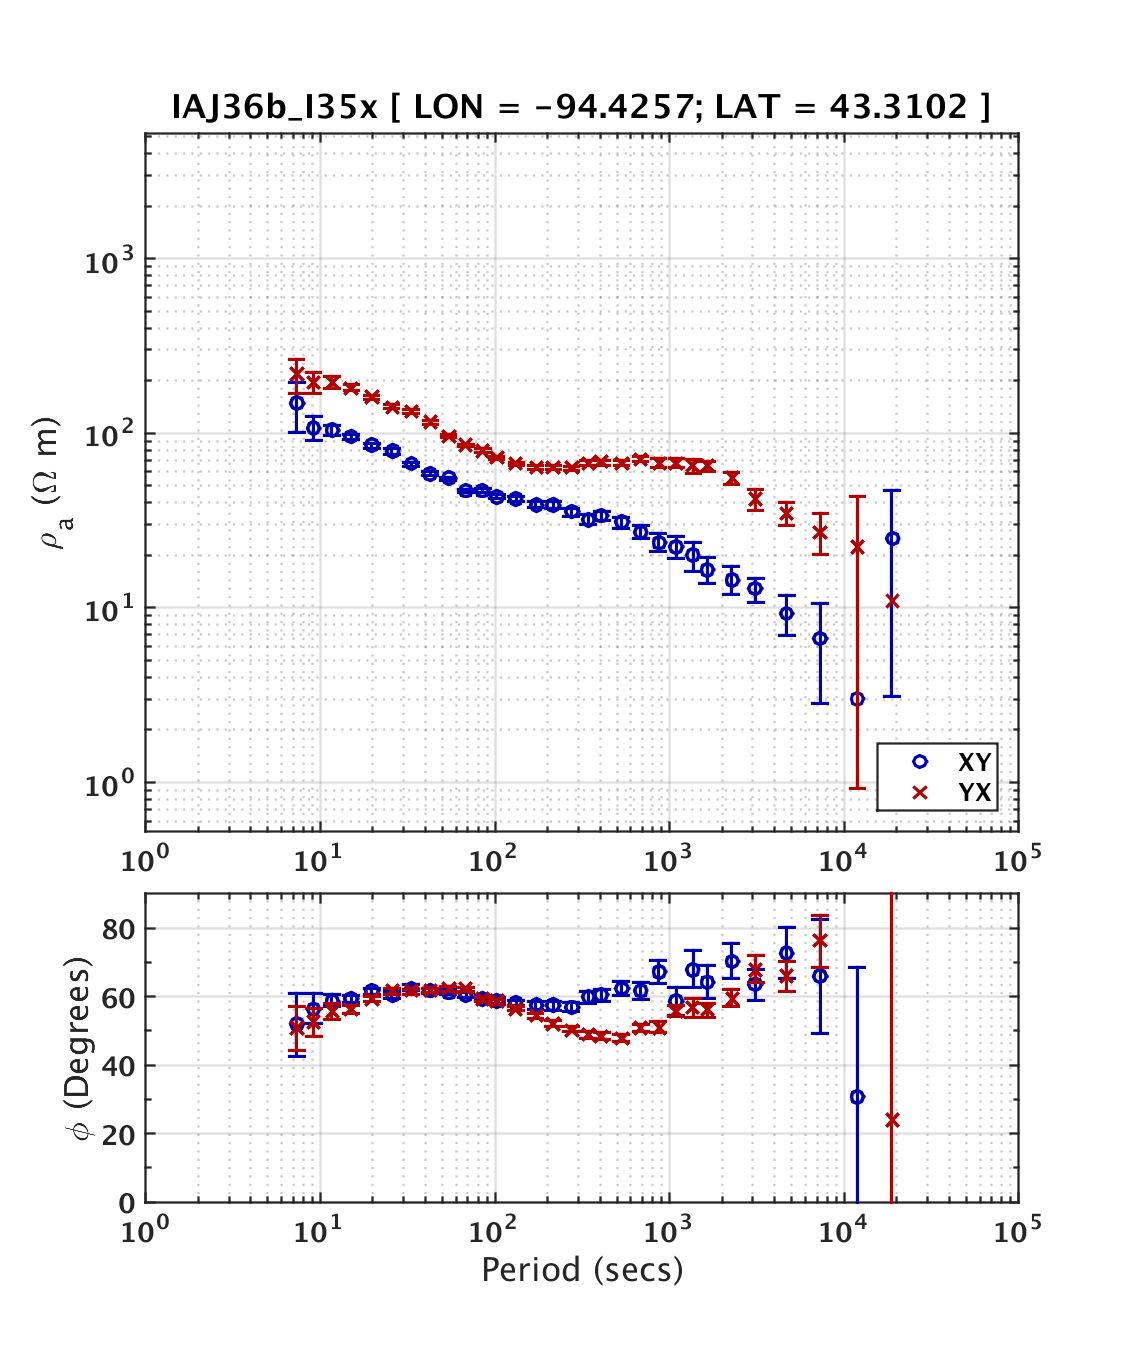 IAJ36b_I35x [ LON = −94.4257; LAT = 43.3102 ]
10³
10²
10¹
10⁰
ρa (Ω m)
XY
YX
10⁰ 10¹ 10² 10³ 10⁴ 10⁵
80
60
40
20
0
ϕ (Degrees)
10⁰ 10¹ 10² 10³ 10⁴ 10⁵
Period (secs)